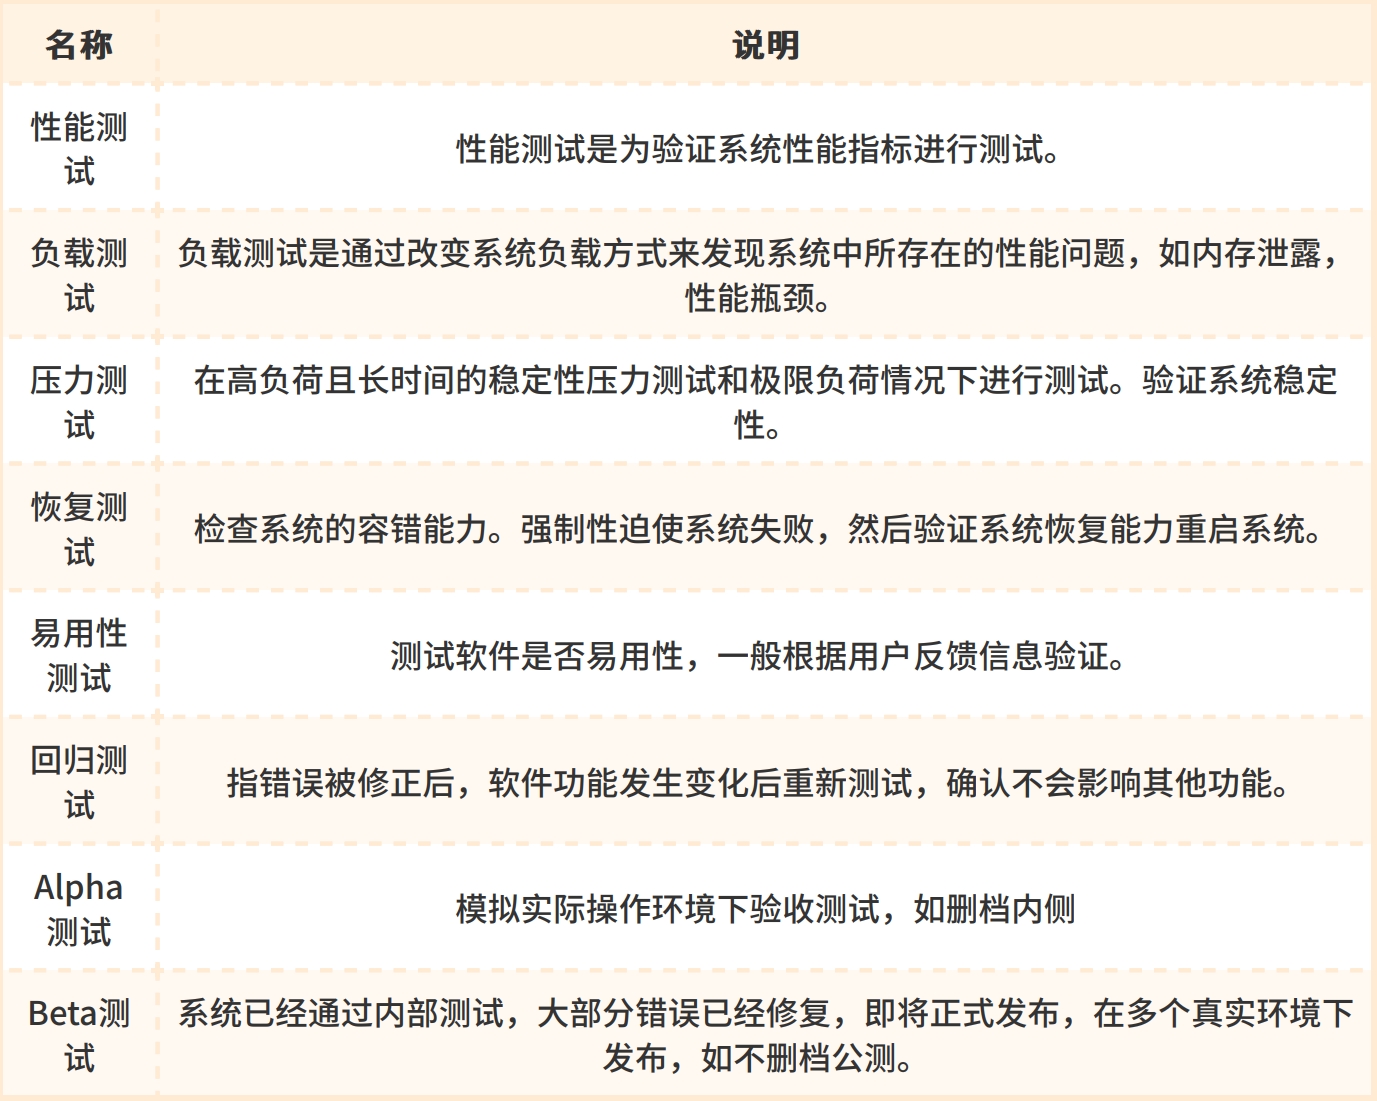 名称
说明
性能测
试
性能测试是为验证系统性能指标进行测试。
负载测
试
负载测试是通过改变系统负载方式来发现系统中所存在的性能问题，如内存泄露，
性能瓶颈。
压力测
试
在高负荷且长时间的稳定性压力测试和极限负荷情况下进行测试。验证系统稳定
性。
恢复测
试
检查系统的容错能力。强制性迫使系统失败，然后验证系统恢复能力重启系统。
易用性
测试
测试软件是否易用性，一般根据用户反馈信息验证。
回归测
试
指错误被修正后，软件功能发生变化后重新测试，确认不会影响其他功能。
Alpha
测试
模拟实际操作环境下验收测试，如删档内侧
Beta测
试
系统已经通过内部测试，大部分错误已经修复，即将正式发布，在多个真实环境下
发布，如不删档公测。